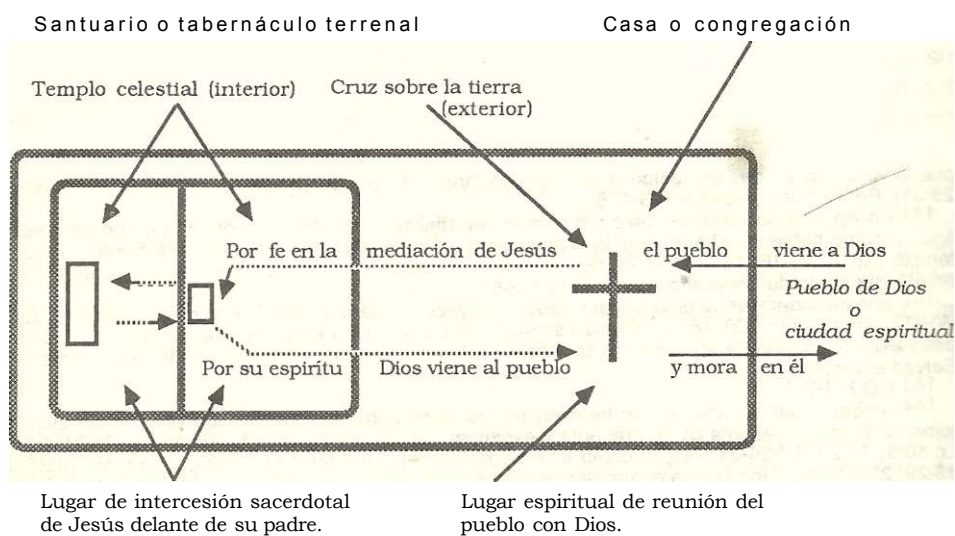 Santuario o tabernáculo terrenal
Casa o congregación
Templo celestial (interior)
Cruz sobre la tierra
(exterior)
Por fe en la mediación de Jesús el pueblo viene a Dios
Pueblo de Dios
o
ciudad espiritual
Por su espiritu Dios viene al pueblo y mora en él
Lugar de intercesión sacerdotal
de Jesús delante de su padre.
Lugar espiritual de reunión del
pueblo con Dios.